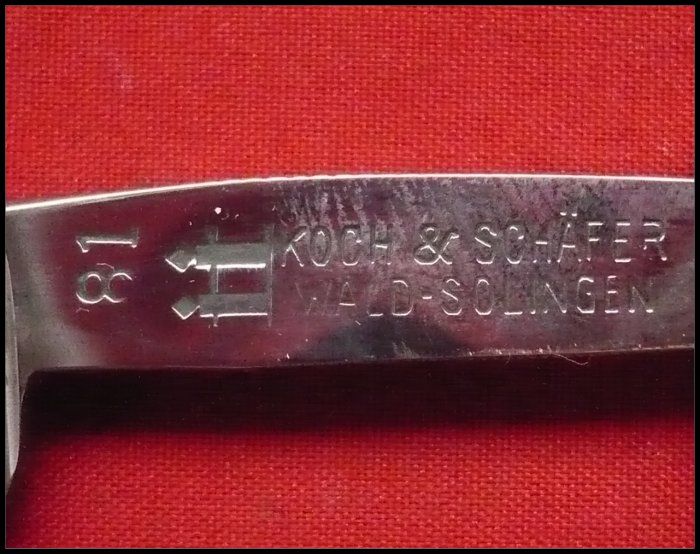 81
KOCH & SCHÄFER
WALD-SOLINGEN